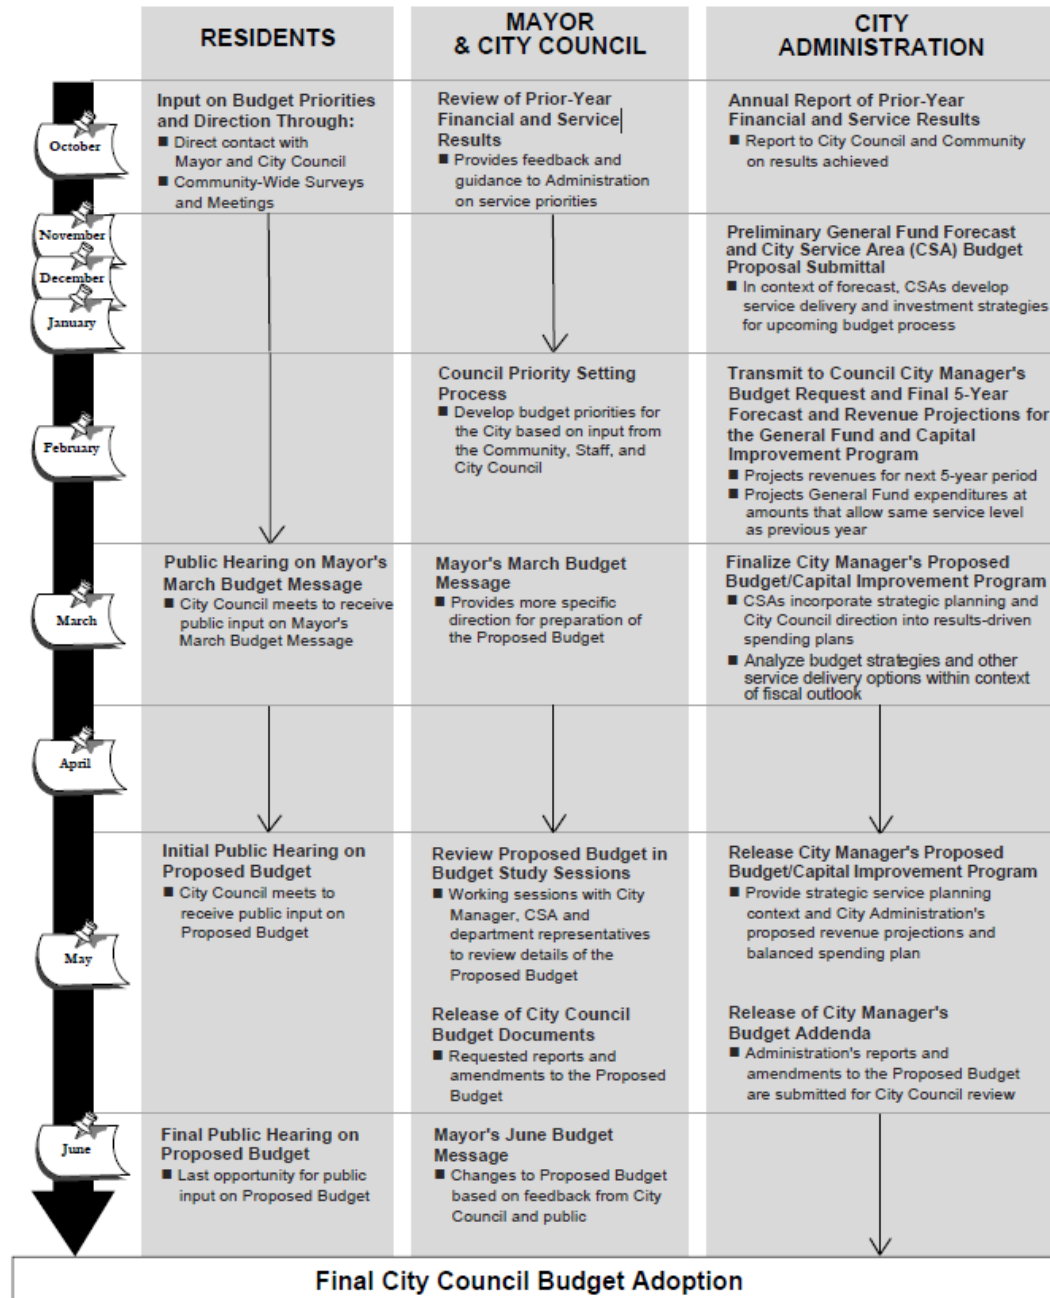 RESIDENTS
MAYOR
& CITY COUNCIL
CITY
ADMINISTRATION
October
Input on Budget Priorities
and Direction Through:
■ Direct contact with
Mayor and City Council
■ Community-Wide Surveys
and Meetings
Review of Prior-Year
Financial and Service
Results
■ Provides feedback and
guidance to Administration
on service priorities
Annual Report of Prior-Year
Financial and Service Results
■ Report to City Council and Community
on results achieved
November
December
January
Preliminary General Fund Forecast
and City Service Area (CSA) Budget
Proposal Submittal
■ In context of forecast, CSAs develop
service delivery and investment strategies
for upcoming budget process
February
Council Priority Setting
Process
■ Develop budget priorities for
the City based on input from
the Community, Staff, and
City Council
Transmit to Council City Manager's
Budget Request and Final 5-Year
Forecast and Revenue Projections for
the General Fund and Capital
Improvement Program
■ Projects revenues for next 5-year period
■ Projects General Fund expenditures at
amounts that allow same service level
as previous year
March
Public Hearing on Mayor's
March Budget Message
■ City Council meets to receive
public input on Mayor's
March Budget Message
Mayor's March Budget
Message
■ Provides more specific
direction for preparation of
the Proposed Budget
Finalize City Manager's Proposed
Budget/Capital Improvement Program
■ CSAs incorporate strategic planning and
City Council direction into results-driven
spending plans
■ Analyze budget strategies and other
service delivery options within context
of fiscal outlook
April
May
Initial Public Hearing on
Proposed Budget
■ City Council meets to
receive public input on
Proposed Budget
Review Proposed Budget in
Budget Study Sessions
■ Working sessions with City
Manager, CSA and
department representatives
to review details of the
Proposed Budget
Release of City Council
Budget Documents
■ Requested reports and
amendments to the Proposed
Budget
Release City Manager's Proposed
Budget/Capital Improvement Program
■ Provide strategic service planning
context and City Administration's
proposed revenue projections and
balanced spending plan
Release of City Manager's
Budget Addenda
■ Administration's reports and
amendments to the Proposed Budget
are submitted for City Council review
June
Final Public Hearing on
Proposed Budget
■ Last opportunity for public
input on Proposed Budget
Mayor's June Budget
Message
■ Changes to Proposed Budget
based on feedback from City
Council and public
Final City Council Budget Adoption